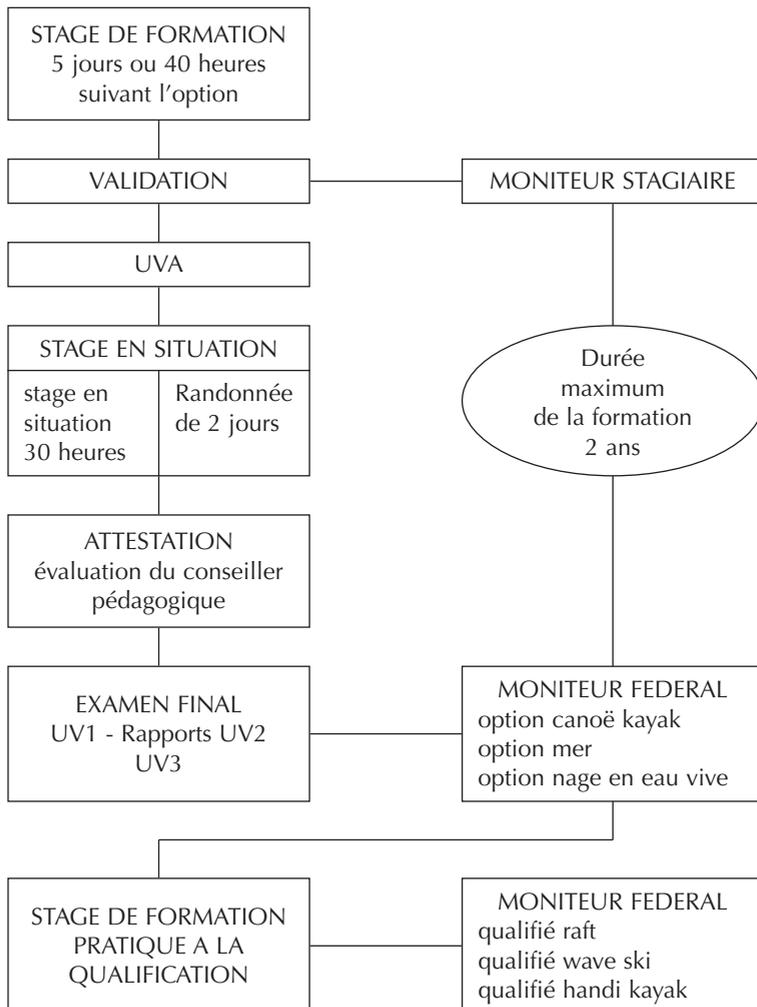 STAGE DE FORMATION
5 jours ou 40 heures
suivant l'option
VALIDATION
MONITEUR STAGIAIRE
UVA
STAGE EN SITUATION
stage en
situation
30 heures
Randonnée
de 2 jours
Durée
maximum
de la formation
2 ans
ATTESTATION
évaluation du conseiller
pédagogique
EXAMEN FINAL
UV1 - Rapports UV2
UV3
MONITEUR FEDERAL
option canoë kayak
option mer
option nage en eau vive
STAGE DE FORMATION
PRATIQUE A LA
QUALIFICATION
MONITEUR FEDERAL
qualifié raft
qualifié wave ski
qualifié handi kayak